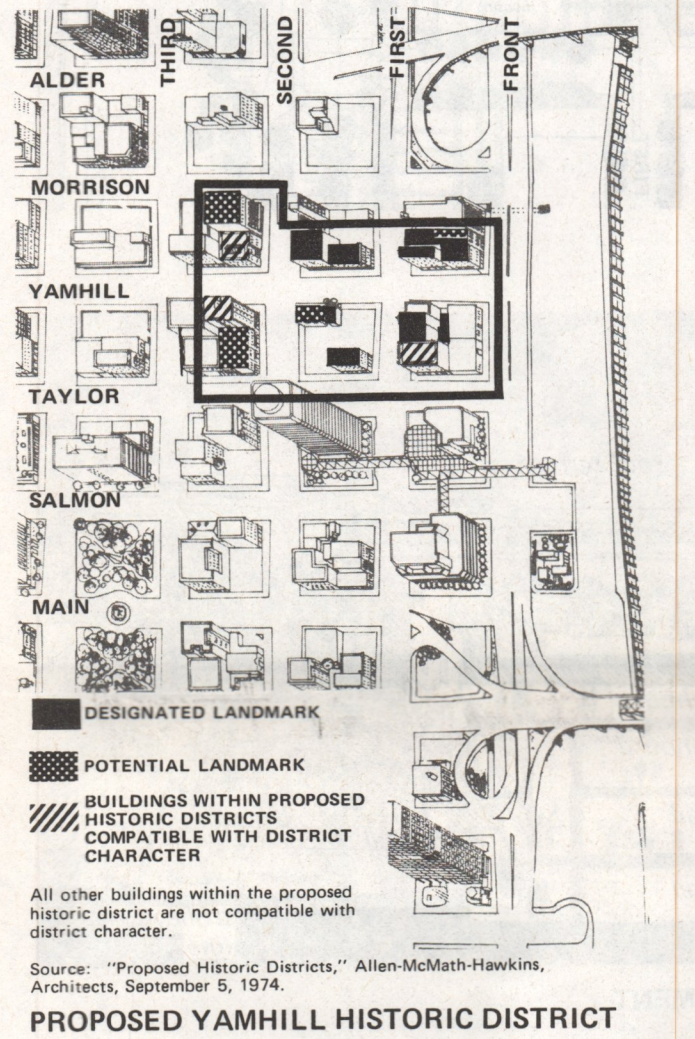 THIRD
SECOND
FIRST
FRONT
ALDER
MORRISON
YAMHILL
TAYLOR
SALMON
MAIN
DESIGNATED LANDMARK
POTENTIAL LANDMARK
BUILDINGS WITHIN PROPOSED
HISTORIC DISTRICTS
COMPATIBLE WITH DISTRICT
CHARACTER
All other buildings within the proposed
historic district are not compatible with
district character.
Source: "Proposed Historic Districts," Allen-McMath-Hawkins,
Architects, September 5, 1974.
PROPOSED YAMHILL HISTORIC DISTRICT